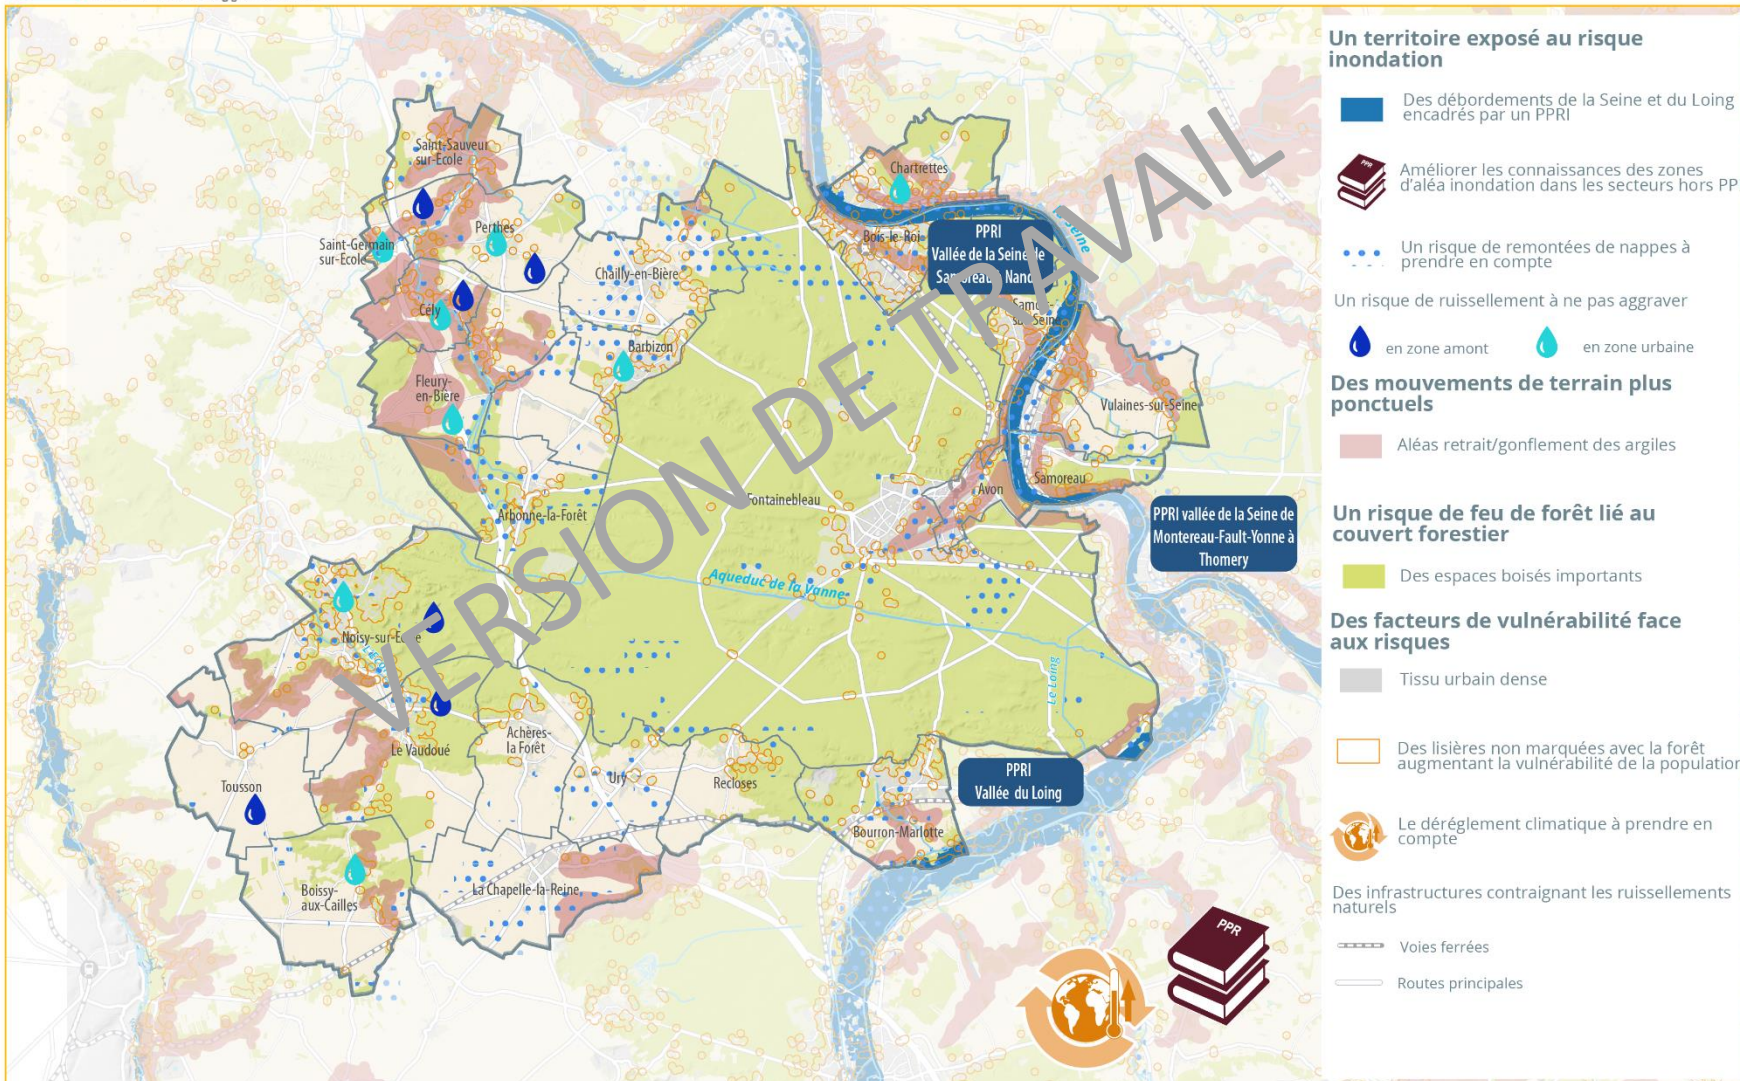 Saint-Sauveur
sur-Ecole
Chartrettes
Perthes
Saint-Germain
sur-Ecole
Bois-le-Roi
PPRI
Vallée de la Seine de
Samoreau à Nandy
La Seine
Chailly-en-Bière
Samois-
sur-Seine
Cély
Barbizon
Fleury-
en-Bière
Vulaines-sur-Seine
Samoreau
Avon
Fontainebleau
Arbonne-la-Forêt
PPRI vallée de la Seine de
Montereau-Fault-Yonne à
Thomery
Aqueduc de la Vanne
Noisy-sur-Ecole
Le Loing
Achères-
la Forêt
Le Vaudoué
Ury
Recloses
PPRI
Vallée du Loing
Tousson
Bourron-Marlotte
Boissy-
aux-Cailles
La Chapelle-la-Reine
PPR
VERSION DE TRAVAIL
Un territoire exposé au risque
inondation
Des débordements de la Seine et du Loing
encadrés par un PPRI
PPR
Améliorer les connaissances des zones
d'aléa inondation dans les secteurs hors PP
Un risque de remontées de nappes à
prendre en compte
Un risque de ruissellement à ne pas aggraver
en zone amont
en zone urbaine
Des mouvements de terrain plus
ponctuels
Aléas retrait/gonflement des argiles
Un risque de feu de forêt lié au
couvert forestier
Des espaces boisés importants
Des facteurs de vulnérabilité face
aux risques
Tissu urbain dense
Des lisières non marquées avec la forêt
augmentant la vulnérabilité de la population
Le déréglement climatique à prendre en
compte
Des infrastructures contraignant les ruissellements
naturels
Voies ferrées
Routes principales